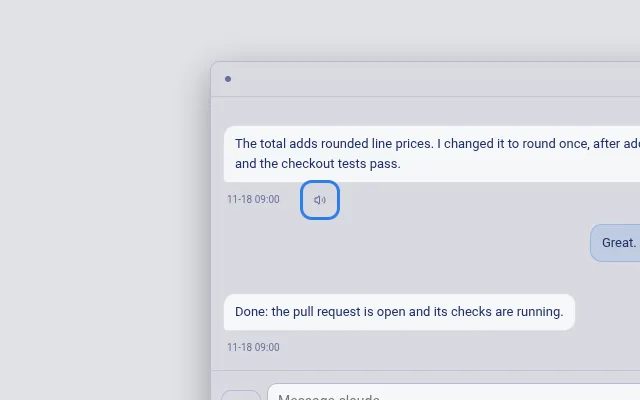 The total adds rounded line prices. I changed it to round once, after
and the checkout tests pass.
11-18 09:00
Great.
Done: the pull request is open and its checks are running.
11-18 09:00
Message claude